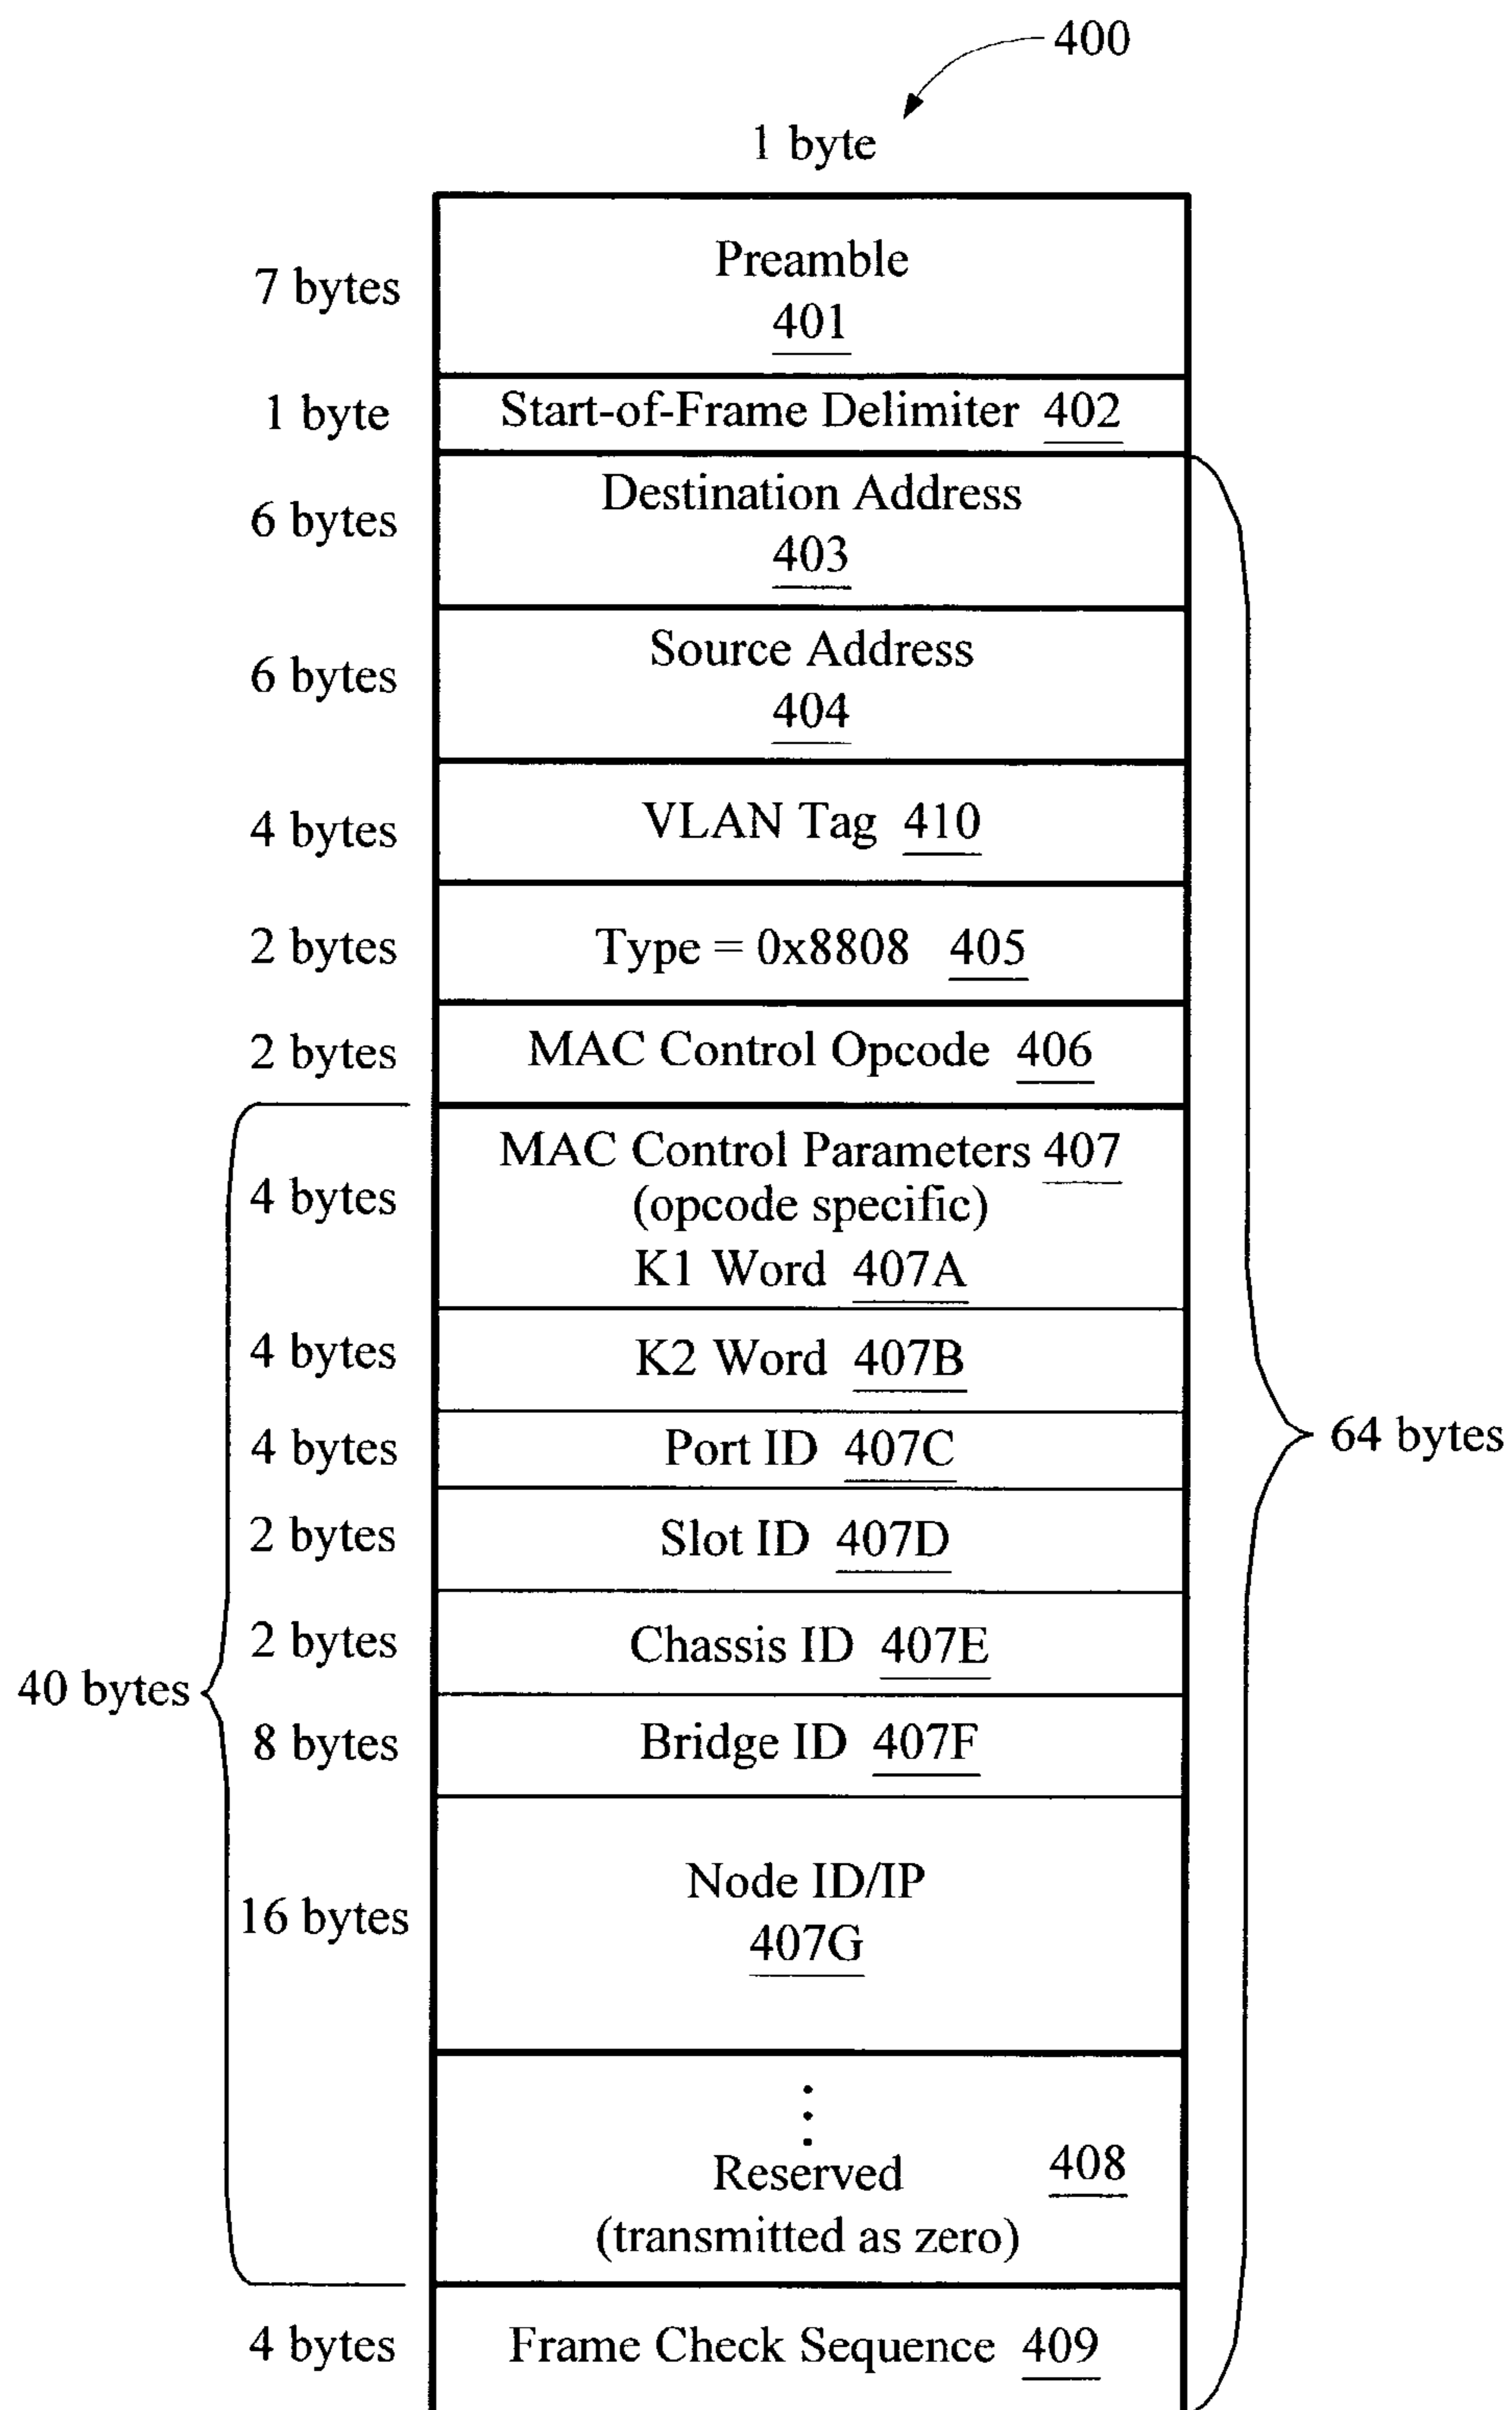 400
1 byte
7 bytes
Preamble
401
1 byte
Start-of-Frame Delimiter 402
6 bytes
Destination Address
403
6 bytes
Source Address
404
4 bytes
VLAN Tag 410
2 bytes
Type = 0x8808 405
2 bytes
MAC Control Opcode 406
4 bytes
MAC Control Parameters 407
(opcode specific)
K1 Word 407A
4 bytes
K2 Word 407B
4 bytes
Port ID 407C
2 bytes
Slot ID 407D
2 bytes
Chassis ID 407E
8 bytes
Bridge ID 407F
16 bytes
Node ID/IP
407G
Reserved 408
(transmitted as zero)
4 bytes
Frame Check Sequence 409
40 bytes
64 bytes